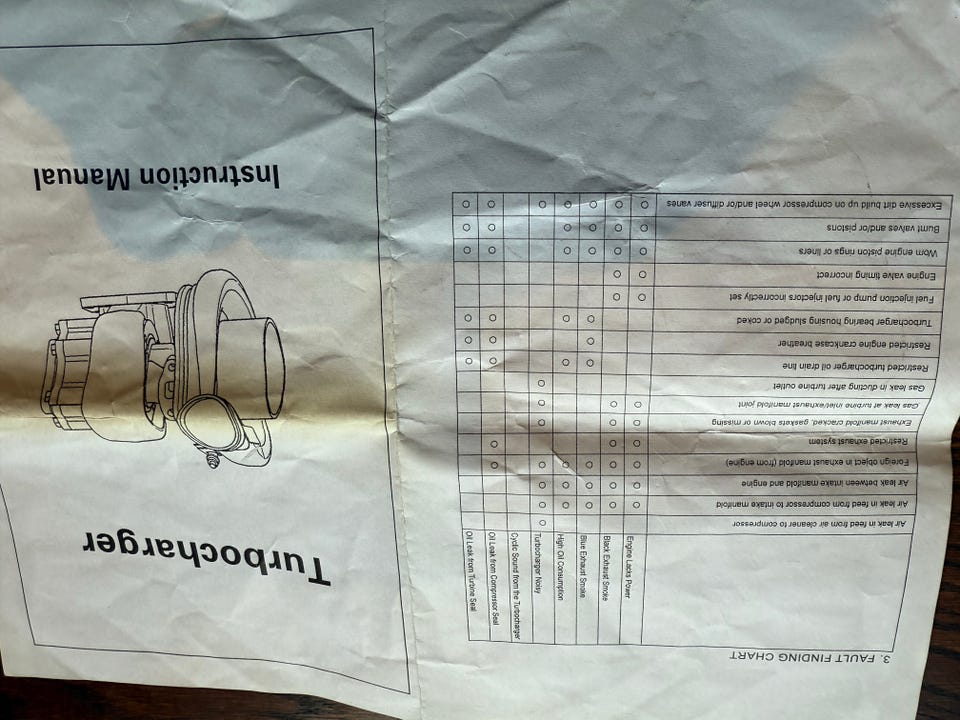 3. FAULT FINDING CHART
Engine Lacks Power
Black Exhaust Smoke
Blue Exhaust Smoke
High Oil Consumption
Turbocharger Noisy
Cyclic Sound from the Turbocharger
Oil Leak from Compressor Seal
Oil Leak from Turbine Seal
Air leak in feed from air cleaner to compressor
Air leak in feed from compressor to intake manifold
Air leak between intake manifold and engine
Foreign object in exhaust manifold (from engine)
Restricted exhaust system
Exhaust manifold cracked, gaskets blown or missing
Gas leak at turbine inlet/exhaust manifold joint
Gas leak in ducting after turbine outlet
Restricted turbocharger oil drain line
Restricted engine crankcase breather
Turbocharger bearing housing sludged or coked
Fuel injection pump or fuel injectors incorrectly set
Engine valve timing incorrect
Worn engine piston rings or liners
Burnt valves and/or pistons
Excessive dirt build up on compressor wheel and/or diffuser vanes
Turbocharger
Instruction Manual